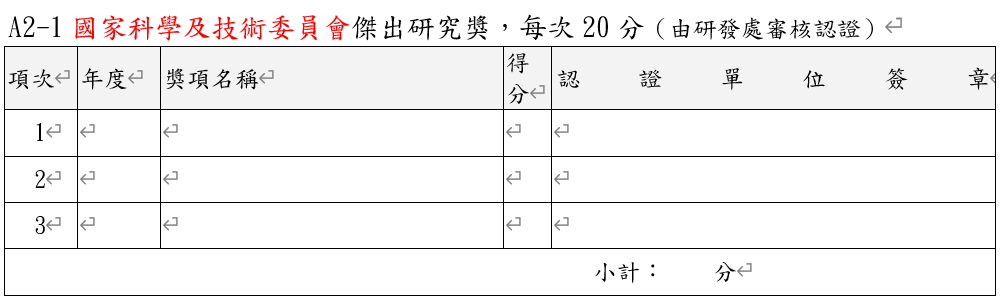 A2-1 國家科學及技術委員會傑出研究獎，每次 20 分（由研發處審核認證）
項次 年度 獎項名稱 得分 認證單位簽章
1
2
3
小計： 分